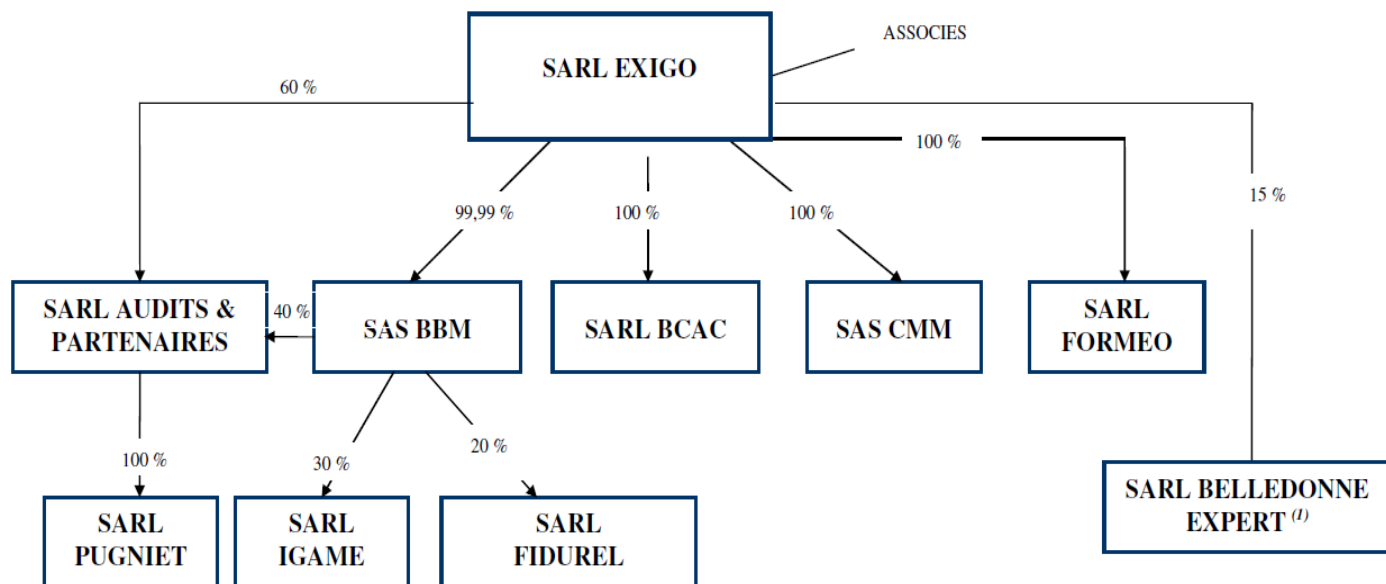 ASSOCIES
SARL EXIGO
60 %
100 %
15 %
99,99 %
100 %
100 %
SARL AUDITS &
PARTENAIRES
40 %
SAS BBM
SARL BCAC
SAS CMM
SARL
FORMEO
100 %
30 %
20 %
SARL
PUGNIET
SARL
IGAME
SARL
FIDUREL
SARL BELLEDONNE
EXPERT (1)